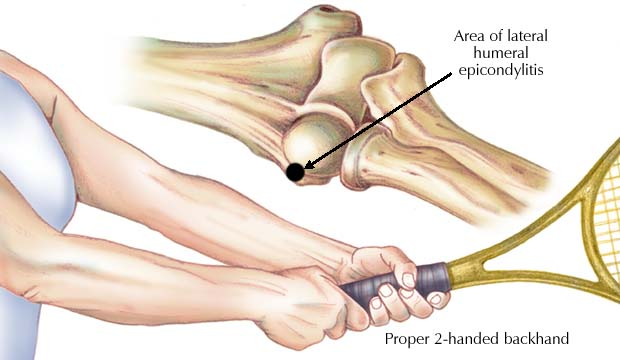 Area of lateral
humeral
epicondylitis
Proper 2-handed backhand